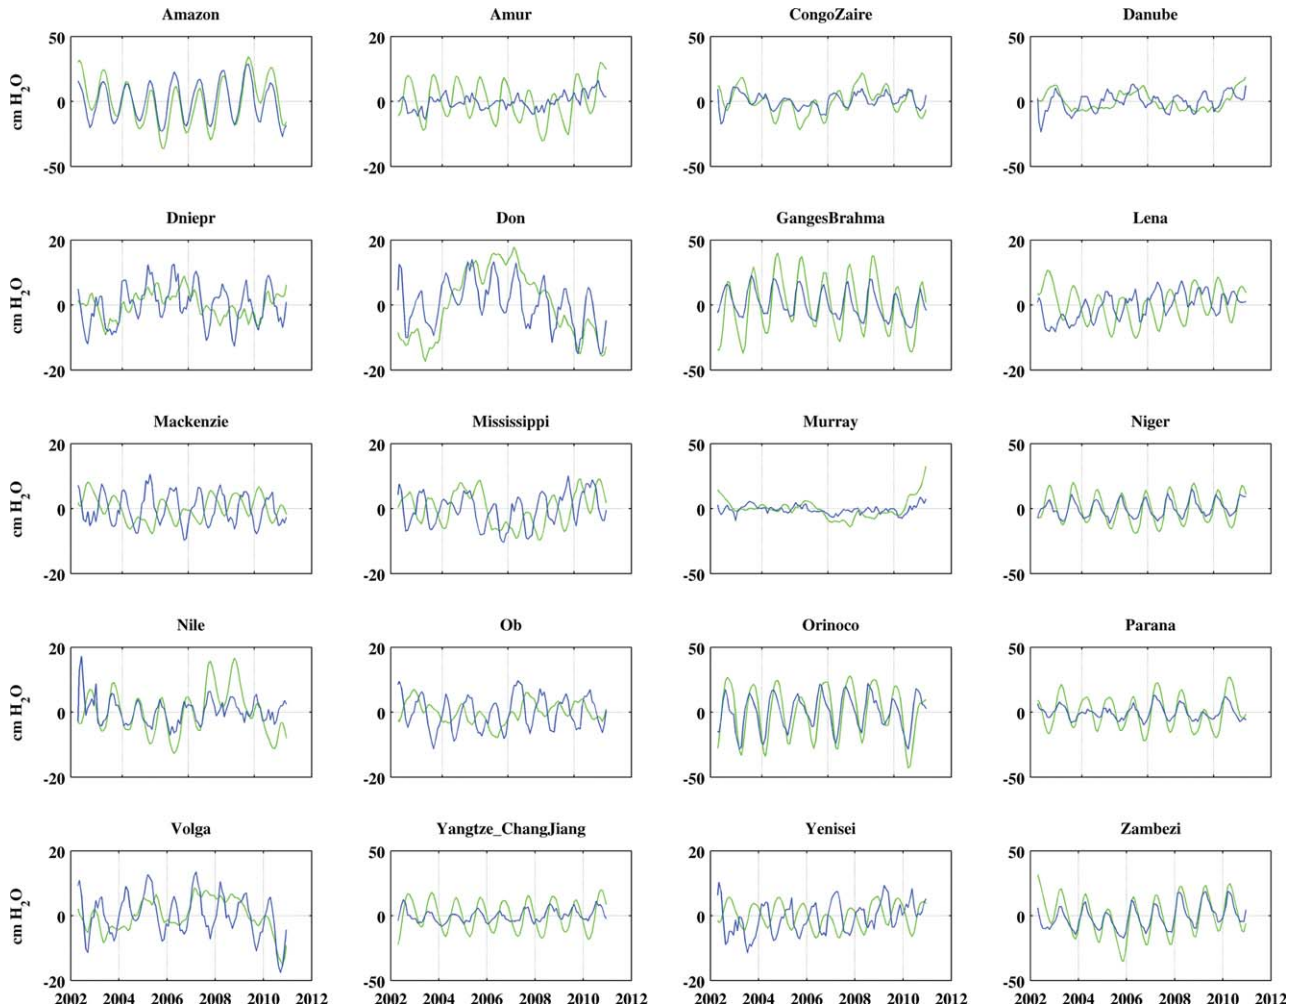 Amazon Amur CongoZaire Danube
50 20 50 50
cm H2O
0 0 0 0
-50 -20 -50 -50
Dniepr Don GangesBrahma Lena
20 20 50 20
cm H2O
0 0 0 0
-20 -20 -50 -20
Mackenzie Mississippi Murray Niger
20 20 50 50
cm H2O
0 0 0 0
-20 -20 -50 -50
Nile Ob Orinoco Parana
20 20 50 50
cm H2O
0 0 0 0
-20 -20 -50 -50
Volga Yangtze_ChangJiang Yenisei Zambezi
20 50 20 50
cm H2O
0 0 0 0
-20 -50 -20 -50
2002 2004 2006 2008 2010 2012 2002 2004 2006 2008 2010 2012 2002 2004 2006 2008 2010 2012 2002 2004 2006 2008 2010 2012